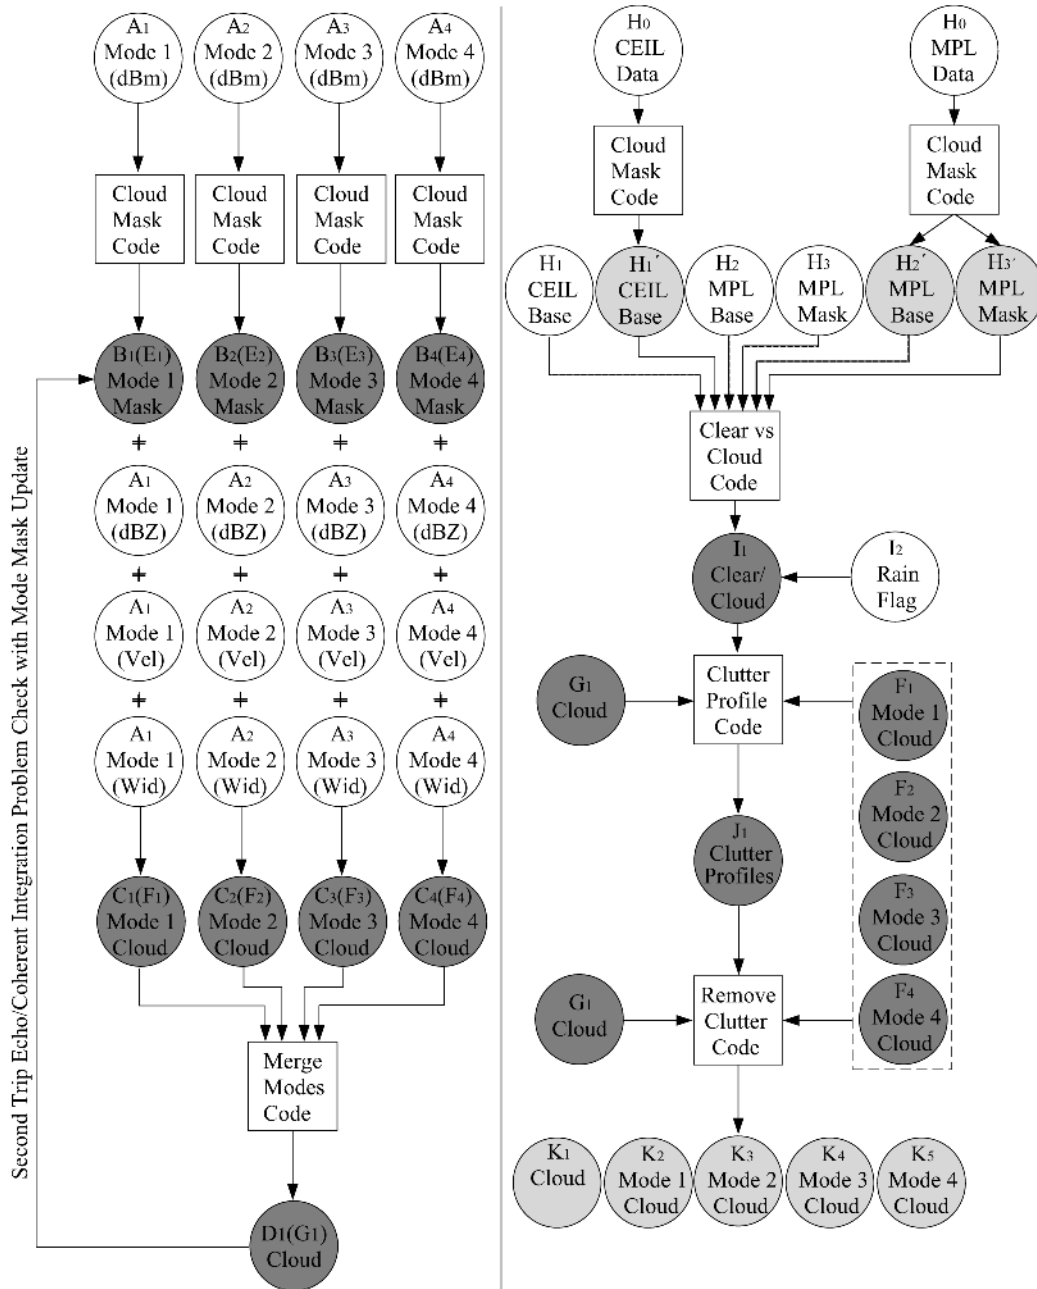 A1
Mode 1
(dBm)
A2
Mode 2
(dBm)
A3
Mode 3
(dBm)
A4
Mode 4
(dBm)
Cloud
Mask
Code
Cloud
Mask
Code
Cloud
Mask
Code
Cloud
Mask
Code
B1(E1)
Mode 1
Mask
B2(E2)
Mode 2
Mask
B3(E3)
Mode 3
Mask
B4(E4)
Mode 4
Mask
+
+
+
+
A1
Mode 1
(dBZ)
A2
Mode 2
(dBZ)
A3
Mode 3
(dBZ)
A4
Mode 4
(dBZ)
+
+
+
+
A1
Mode 1
(Vel)
A2
Mode 2
(Vel)
A3
Mode 3
(Vel)
A4
Mode 4
(Vel)
+
+
+
+
A1
Mode 1
(Wid)
A2
Mode 2
(Wid)
A3
Mode 3
(Wid)
A4
Mode 4
(Wid)
C1(F1)
Mode 1
Cloud
C2(F2)
Mode 2
Cloud
C3(F3)
Mode 3
Cloud
C4(F4)
Mode 4
Cloud
Merge
Modes
Code
D1(G1)
Cloud
Second Trip Echo/Coherent Integration Problem Check with Mode Mask Update
H0
CEIL
Data
H0
MPL
Data
Cloud
Mask
Code
Cloud
Mask
Code
H1
CEIL
Base
H1´
CEIL
Base
H2
MPL
Base
H3
MPL
Mask
H2´
MPL
Base
H3´
MPL
Mask
Clear vs
Cloud
Code
I1
Clear/
Cloud
I2
Rain
Flag
G1
Cloud
Clutter
Profile
Code
F1
Mode 1
Cloud
F2
Mode 2
Cloud
J1
Clutter
Profiles
F3
Mode 3
Cloud
G1
Cloud
Remove
Clutter
Code
F4
Mode 4
Cloud
K1
Cloud
K2
Mode 1
Cloud
K3
Mode 2
Cloud
K4
Mode 3
Cloud
K5
Mode 4
Cloud